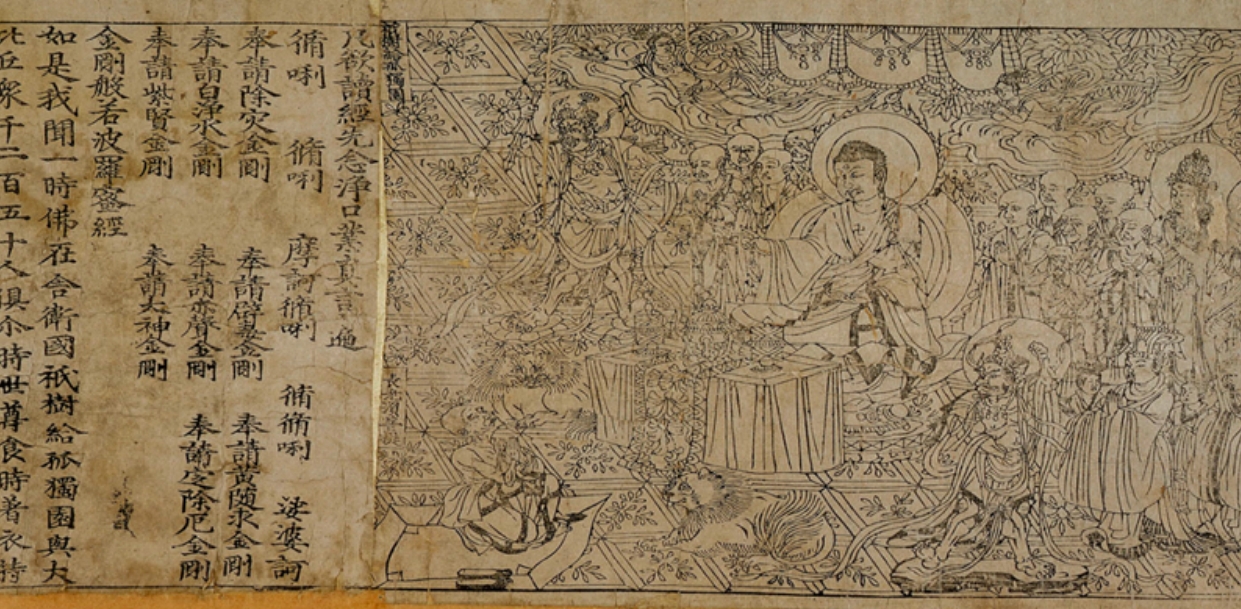 凡欲讀經先念淨口業真言一遍
脩唎 脩唎 摩訶脩唎 脩脩唎 娑婆訶
奉請除災金剛 奉請辟毒金剛 奉請黃隨求金剛
奉請白淨水金剛 奉請赤聲金剛 奉請定除厄金剛
奉請紫賢金剛 奉請大神金剛
金剛般若波羅蜜經
如是我聞一時佛在舍衛國祇樹給孤獨園與大
比丘衆千二百五十人俱尒時世尊食時著衣持